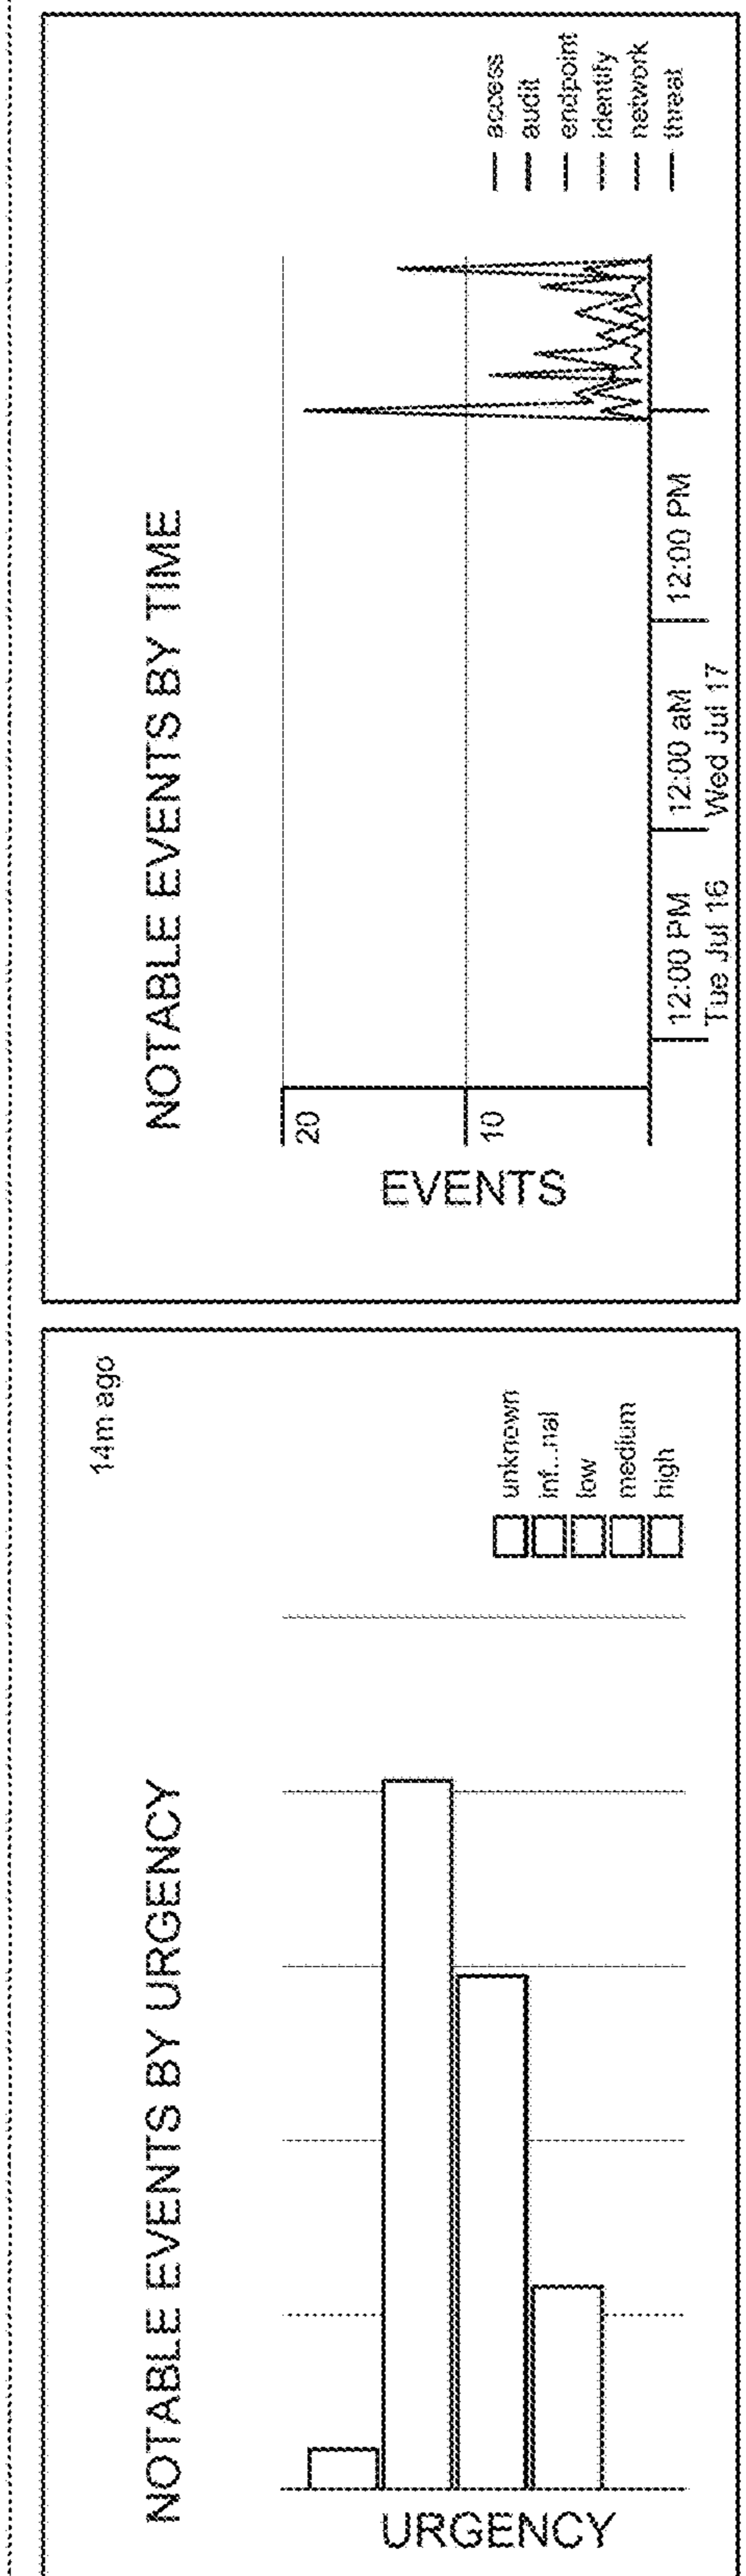 NOTABLE EVENTS BY URGENCY
14m ago
URGENCY
unknown
inf...nal
low
medium
high
NOTABLE EVENTS BY TIME
EVENTS
20
10
12:00 PM
Tue Jul 16
12:00 aM
Wed Jul 17
12:00 PM
access
audit
endpoint
identify
network
threat